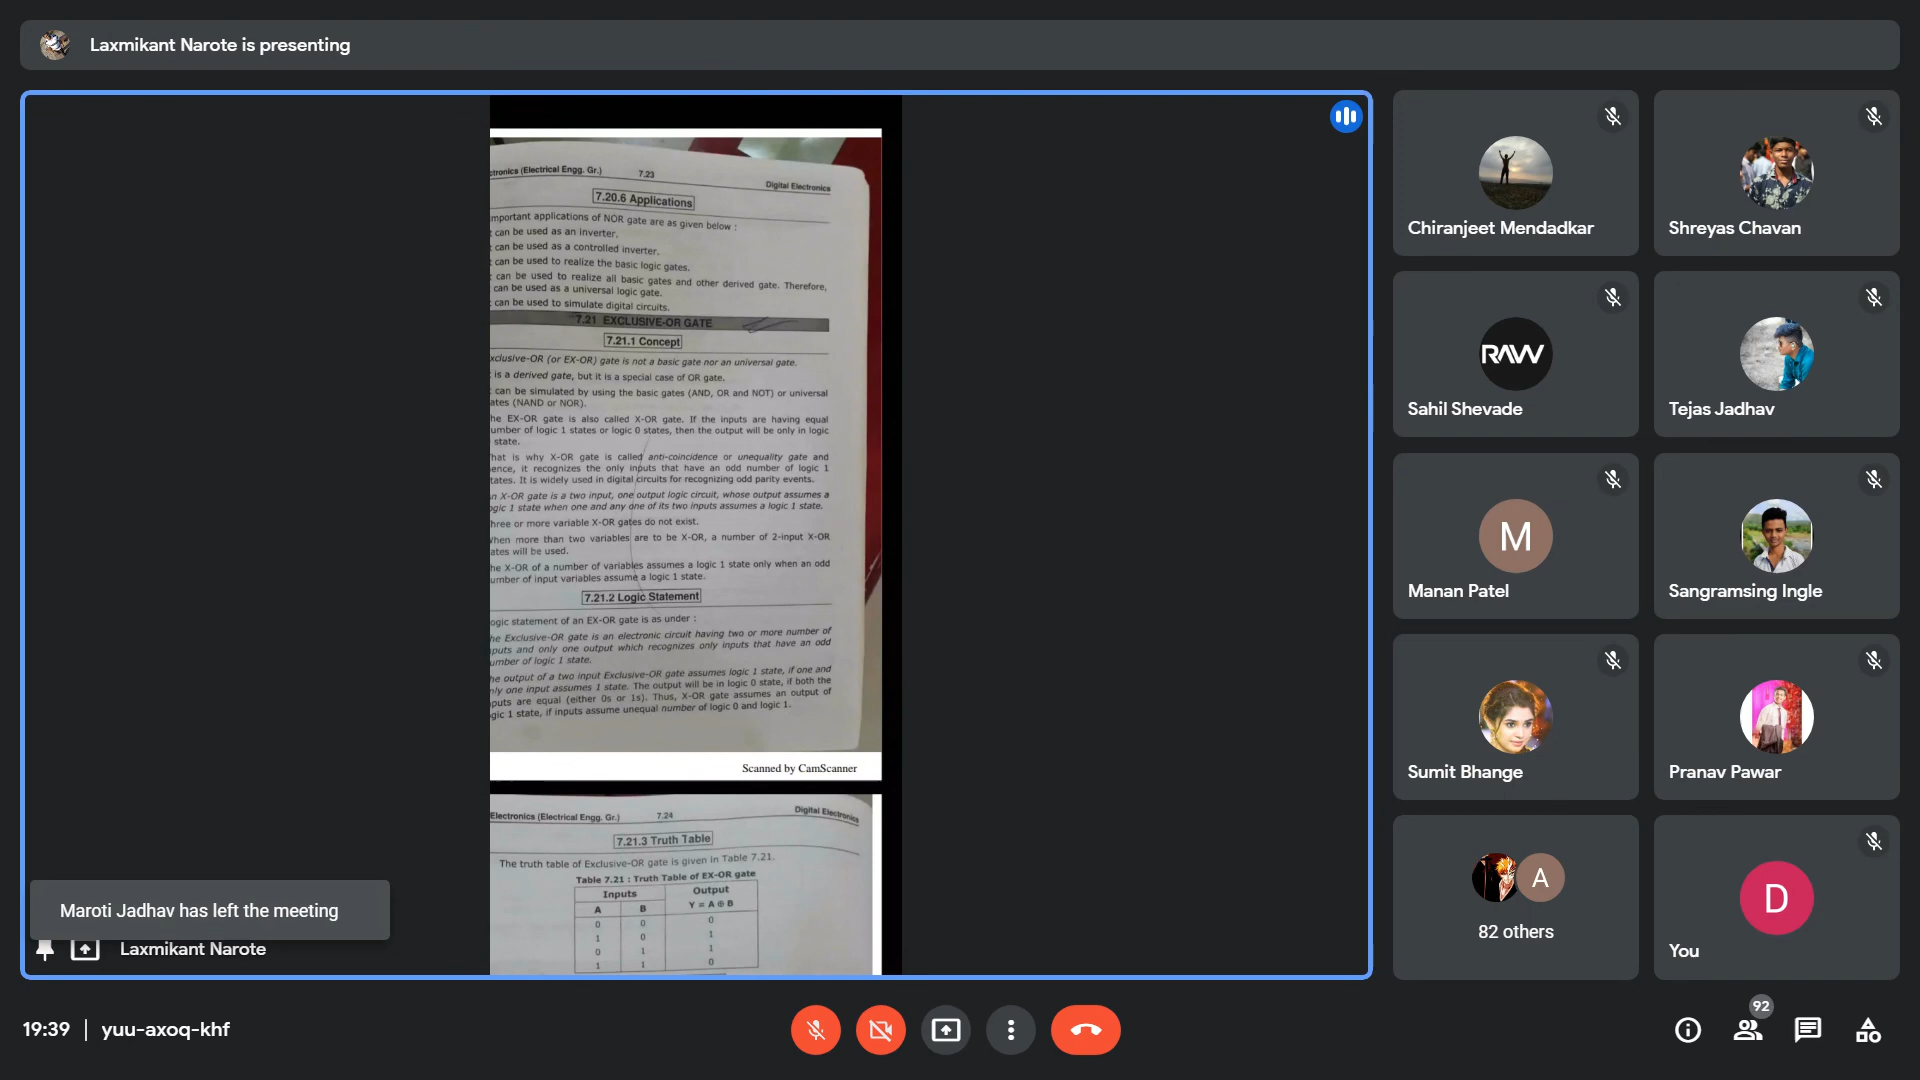 Laxmikant Narote is presenting
ctronics (Electrical Engg. Gr.) 7.23 Digital Electronics
7.20.6 Applications
mportant applications of NOR gate are as given below :
t can be used as an inverter.
t can be used as a controlled inverter.
t can be used to realize the basic logic gates.
t can be used to realize all basic gates and other derived gate. Therefore,
can be used as a universal logic gate.
t can be used to simulate digital circuits.
7.21 EXCLUSIVE-OR GATE
7.21.1 Concept
xclusive-OR (or EX-OR) gate is not a basic gate nor an universal gate.
t is a derived gate, but it is a special case of OR gate.
t can be simulated by using the basic gates (AND, OR and NOT) or universal
ates (NAND or NOR).
he EX-OR gate is also called X-OR gate. If the inputs are having equal
umber of logic 1 states or logic 0 states, then the output will be only in logic
state.
hat is why X-OR gate is called anti-coincidence or unequality gate and
ence, it recognizes the only inputs that have an odd number of logic 1
tates. It is widely used in digital circuits for recognizing odd parity events.
n X-OR gate is a two input, one output logic circuit, whose output assumes a
ogic 1 state when one and any one of its two inputs assumes a logic 1 state.
hree or more variable X-OR gates do not exist.
hen more than two variables are to be X-OR, a number of 2-input X-OR
ates will be used.
he X-OR of a number of variables assumes a logic 1 state only when an odd
umber of input variables assume a logic 1 state.
7.21.2 Logic Statement
ogic statement of an EX-OR gate is as under :
he Exclusive-OR gate is an electronic circuit having two or more number of
puts and only one output which recognizes only inputs that have an odd
umber of logic 1 state.
he output of a two input Exclusive-OR gate assumes logic 1 state, if one and
nly one input assumes 1 state. The output will be in logic 0 state, if both the
puts are equal (either 0s or 1s). Thus, X-OR gate assumes an output of
gic 1 state, if inputs assume unequal number of logic 0 and logic 1.
Scanned by CamScanner
Electronics (Electrical Engg. Gr.) 7.24 Digital Electronics
7.21.3 Truth Table
The truth table of Exclusive-OR gate is given in Table 7.21.
Table 7.21 : Truth Table of EX-OR gate
Inputs Output
A B Y = A ⊕ B
0 0 0
1 0 1
0 1 1
1 1 0
Maroti Jadhav has left the meeting
Laxmikant Narote
Chiranjeet Mendadkar
Shreyas Chavan
RAW
Sahil Shevade
Tejas Jadhav
M
Manan Patel
Sangramsing Ingle
Sumit Bhange
Pranav Pawar
A
82 others
D
You
19:39 | yuu-axoq-khf
92